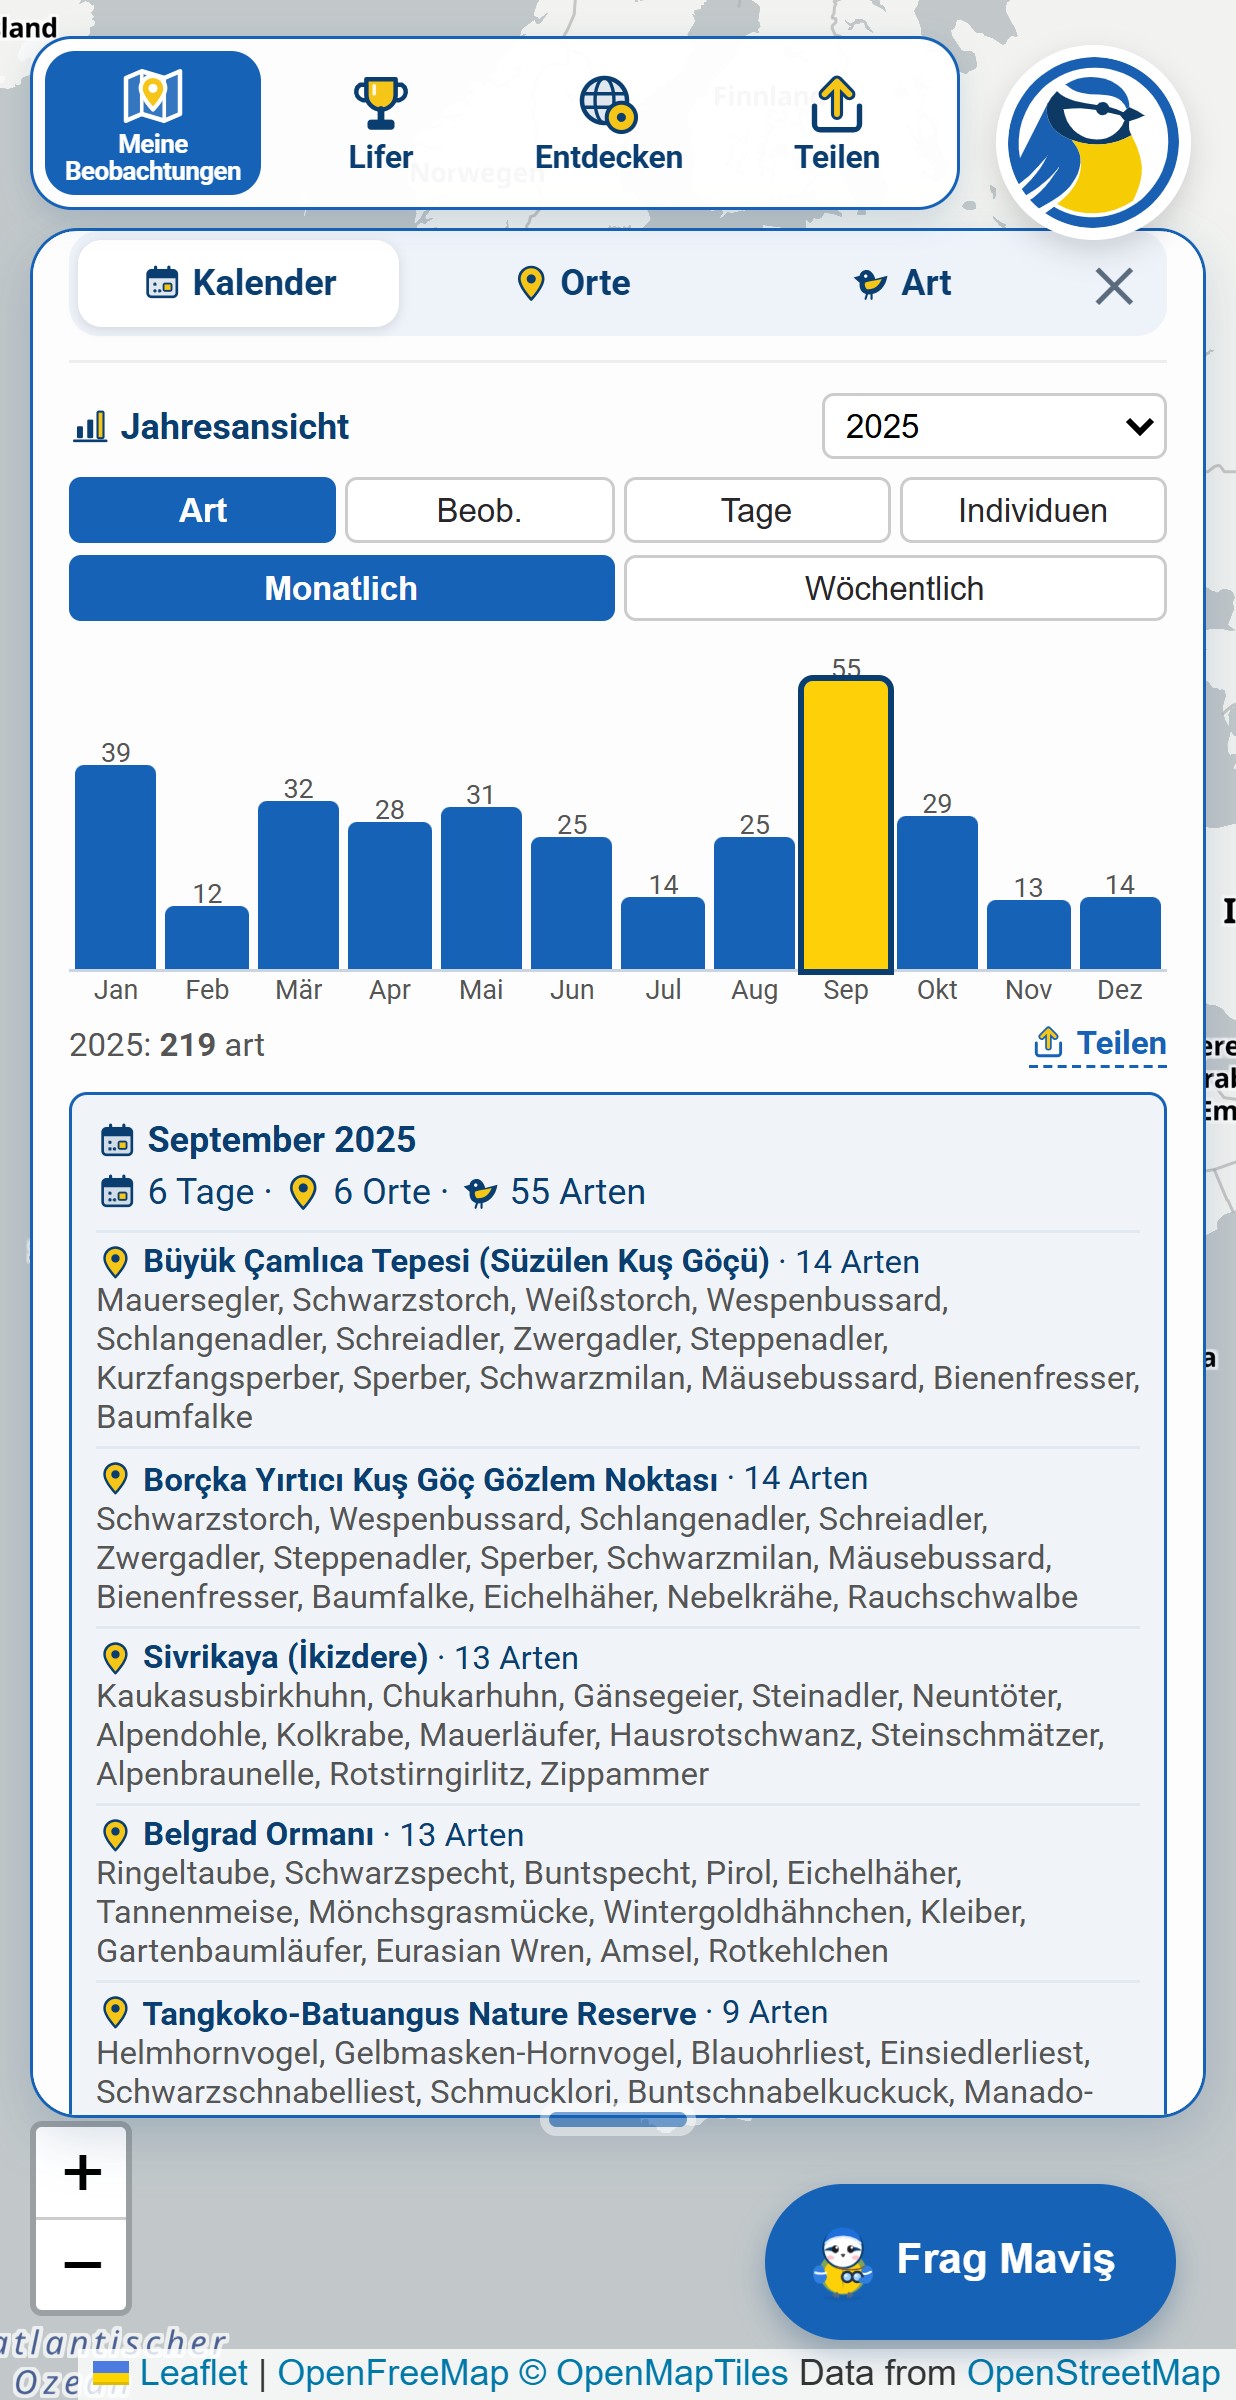 land
Finnland
Norwegen
Meine
Beobachtungen
Lifer
Entdecken
Teilen
Kalender
Orte
Art
Jahresansicht
2025
Art
Beob.
Tage
Individuen
Monatlich
Wöchentlich
55
39
32
31
28
29
25
25
12
14
13
14
Jan
Feb
Mär
Apr
Mai
Jun
Jul
Aug
Sep
Okt
Nov
Dez
2025: 219 art
Teilen
September 2025
6 Tage · 6 Orte · 55 Arten
Büyük Çamlıca Tepesi (Süzülen Kuş Göçü) · 14 Arten
Mauersegler, Schwarzstorch, Weißstorch, Wespenbussard,
Schlangenadler, Schreiadler, Zwergadler, Steppenadler,
Kurzfangsperber, Sperber, Schwarzmilan, Mäusebussard, Bienenfresser,
Baumfalke
Borçka Yırtıcı Kuş Göç Gözlem Noktası · 14 Arten
Schwarzstorch, Wespenbussard, Schlangenadler, Schreiadler,
Zwergadler, Steppenadler, Sperber, Schwarzmilan, Mäusebussard,
Bienenfresser, Baumfalke, Eichelhäher, Nebelkrähe, Rauchschwalbe
Sivrikaya (İkizdere) · 13 Arten
Kaukasusbirkhuhn, Chukarhuhn, Gänsegeier, Steinadler, Neuntöter,
Alpendohle, Kolkrabe, Mauerläufer, Hausrotschwanz, Steinschmätzer,
Alpenbraunelle, Rotstirngirlitz, Zippammer
Belgrad Ormanı · 13 Arten
Ringeltaube, Schwarzspecht, Buntspecht, Pirol, Eichelhäher,
Tannenmeise, Mönchsgrasmücke, Wintergoldhähnchen, Kleiber,
Gartenbaumläufer, Eurasian Wren, Amsel, Rotkehlchen
Tangkoko-Batuangus Nature Reserve · 9 Arten
Helmhornvogel, Gelbmasken-Hornvogel, Blauohrliest, Einsiedlerliest,
Schwarzschnabelliest, Schmucklori, Buntschnabelkuckuck, Manado-
+
−
Frag Maviş
atlantischer
Leaflet | OpenFreeMap © OpenMapTiles Data from OpenStreetMap